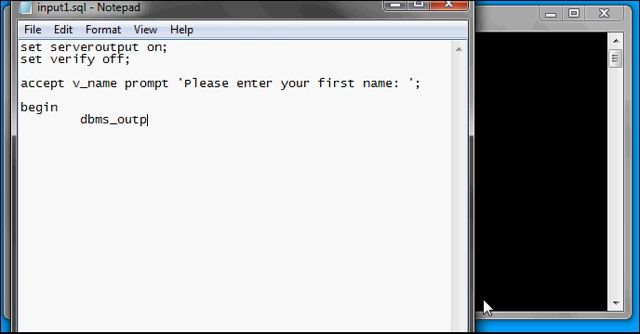 input1.sql - Notepad
File Edit Format View Help
set serveroutput on;
set verify off;
accept v_name prompt 'Please enter your first name: ';
begin
dbms_outp